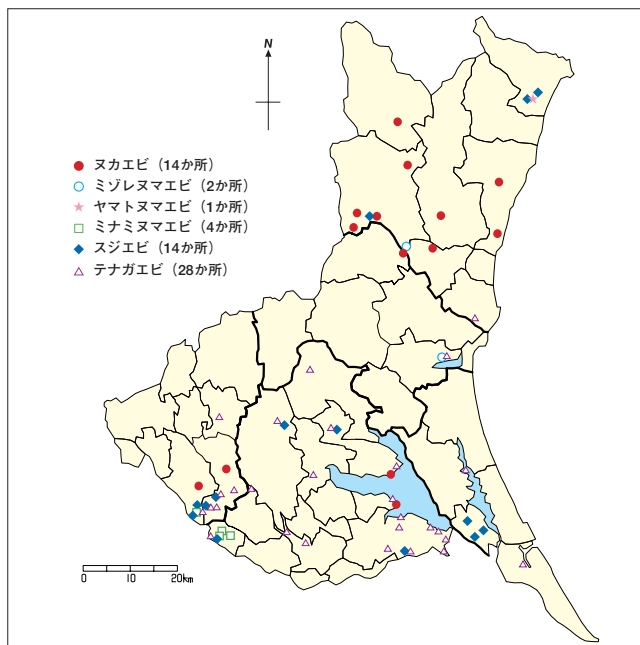 N
ヌカエビ（14か所）
ミゾレヌマエビ（2か所）
ヤマトヌマエビ（1か所）
ミナミヌマエビ（4か所）
スジエビ（14か所）
テナガエビ（28か所）
0 10 20km